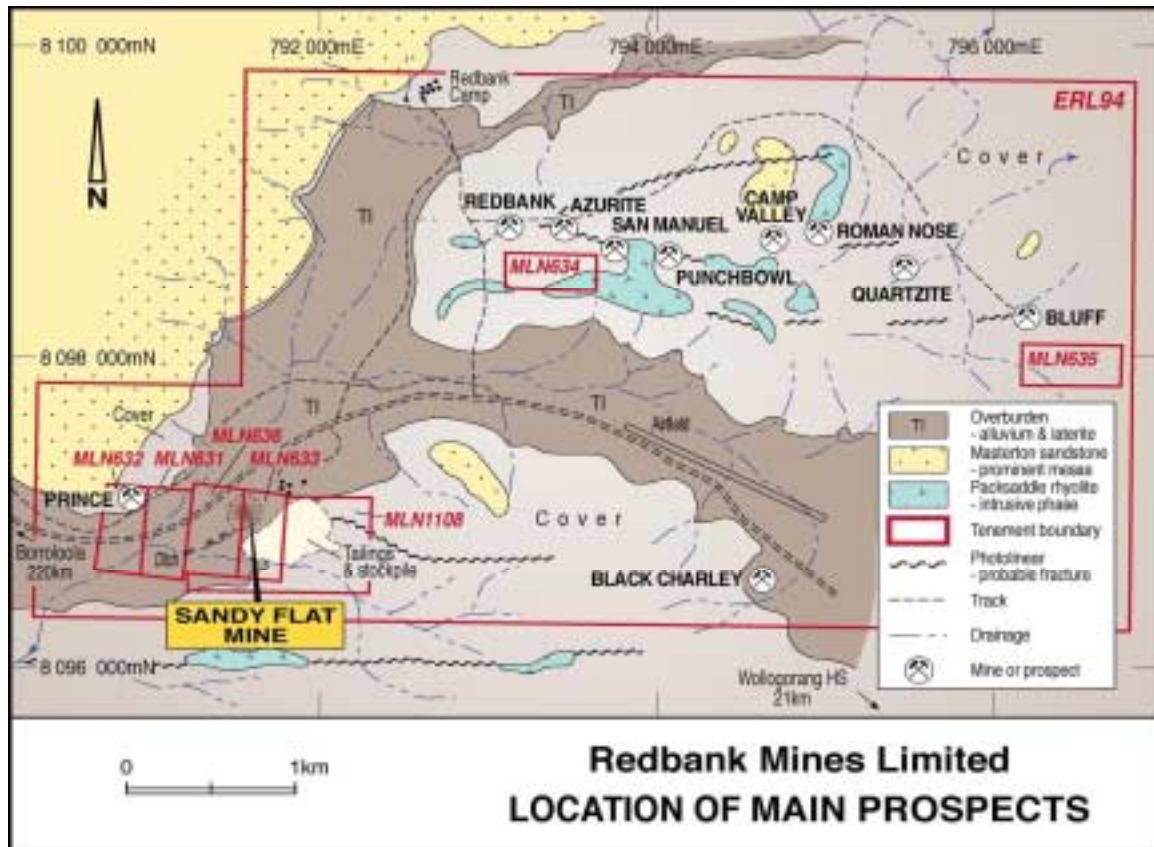 8 100 000mN
792 000mE
794 000mE
796 000mE
Redbank
Camp
ERL94
Tl
Cover
N
REDBANK
AZURITE
CAMP
VALLEY
SAN MANUEL
ROMAN NOSE
Tl
MLN634
PUNCHBOWL
QUARTZITE
BLUFF
8 098 000mN
MLN635
Cover
Tl
Tl
Airfield
MLN636
MLN632
MLN631
MLN633
PRINCE
MLN1108
Cover
Borroloola
220km
Tailings
& stockpile
BLACK CHARLEY
SANDY FLAT
MINE
8 096 000mN
Wollogorang HS
21km
Tl
Overburden
- alluvium & laterite
Masterton sandstone
- prominent mesas
Packsaddle rhyolite
- intrusive phase
Tenement boundary
Photolinear
- probable fracture
Track
Drainage
Mine or prospect
0
1km
Redbank Mines Limited
LOCATION OF MAIN PROSPECTS